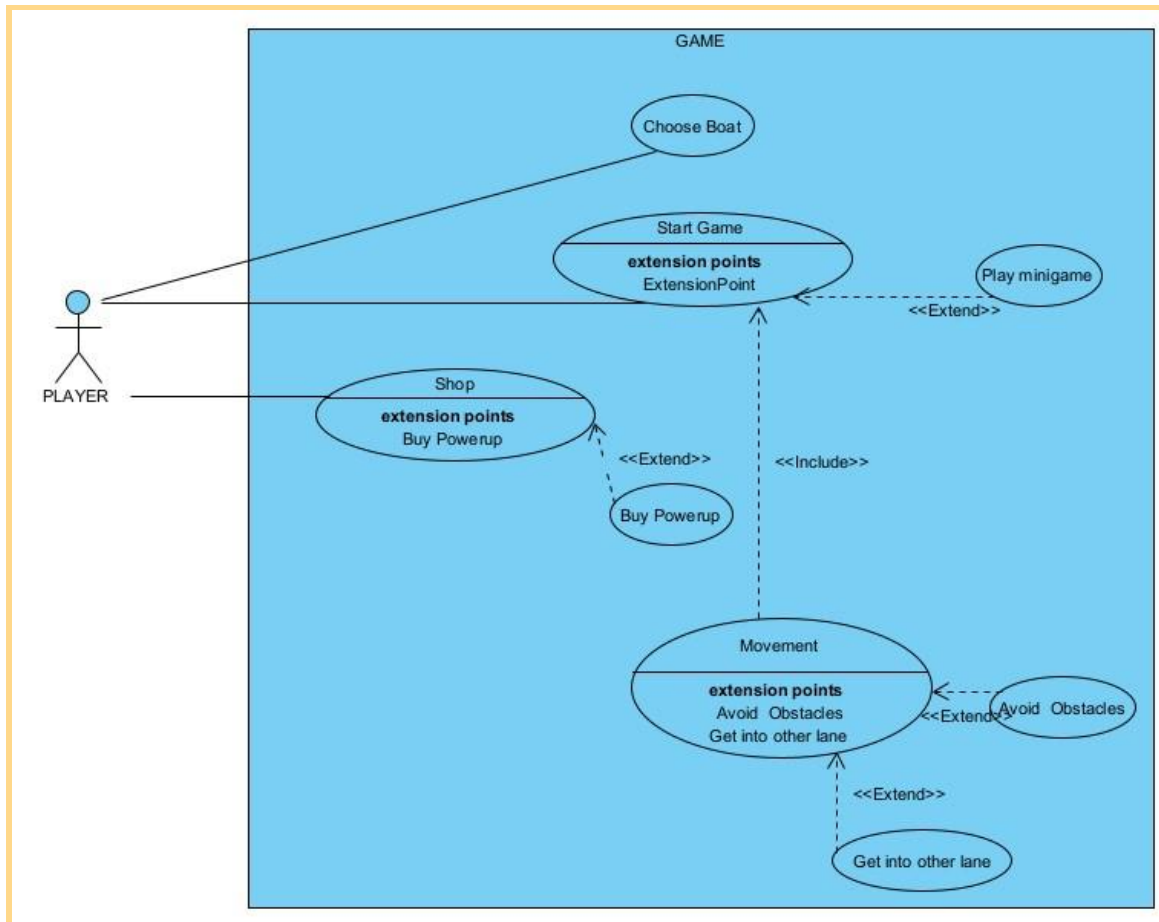 GAME
Choose Boat
Start Game
extension points
ExtensionPoint
Play minigame
<<Extend>>
PLAYER
Shop
extension points
Buy Powerup
<<Extend>>
<<Include>>
Buy Powerup
Movement
extension points
Avoid Obstacles
Get into other lane
<<Extend>>
Avoid Obstacles
<<Extend>>
Get into other lane